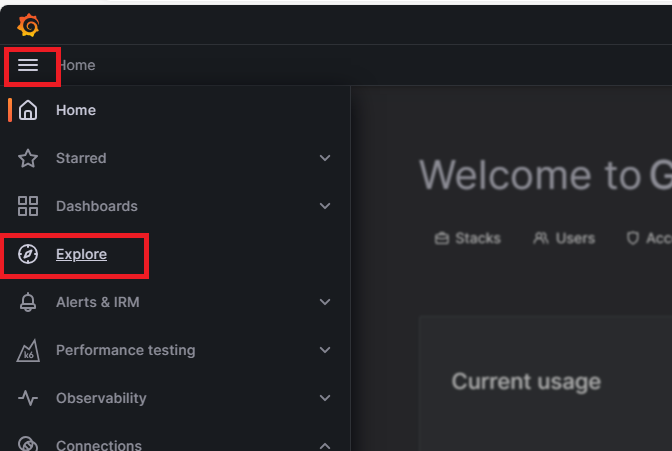 Home
Home
Starred
Dashboards
Explore
Alerts & IRM
k6
Performance testing
Observability
Connections
Welcome to G
Stacks Users Acc
Current usage